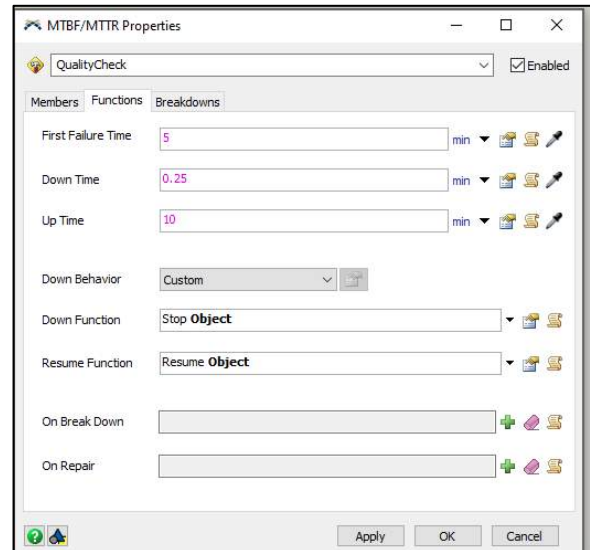 MTBF/MTTR Properties
QualityCheck
Enabled
Members Functions Breakdowns
First Failure Time 5 min
Down Time 0.25 min
Up Time 10 min
Down Behavior Custom
Down Function Stop Object
Resume Function Resume Object
On Break Down
On Repair
Apply OK Cancel